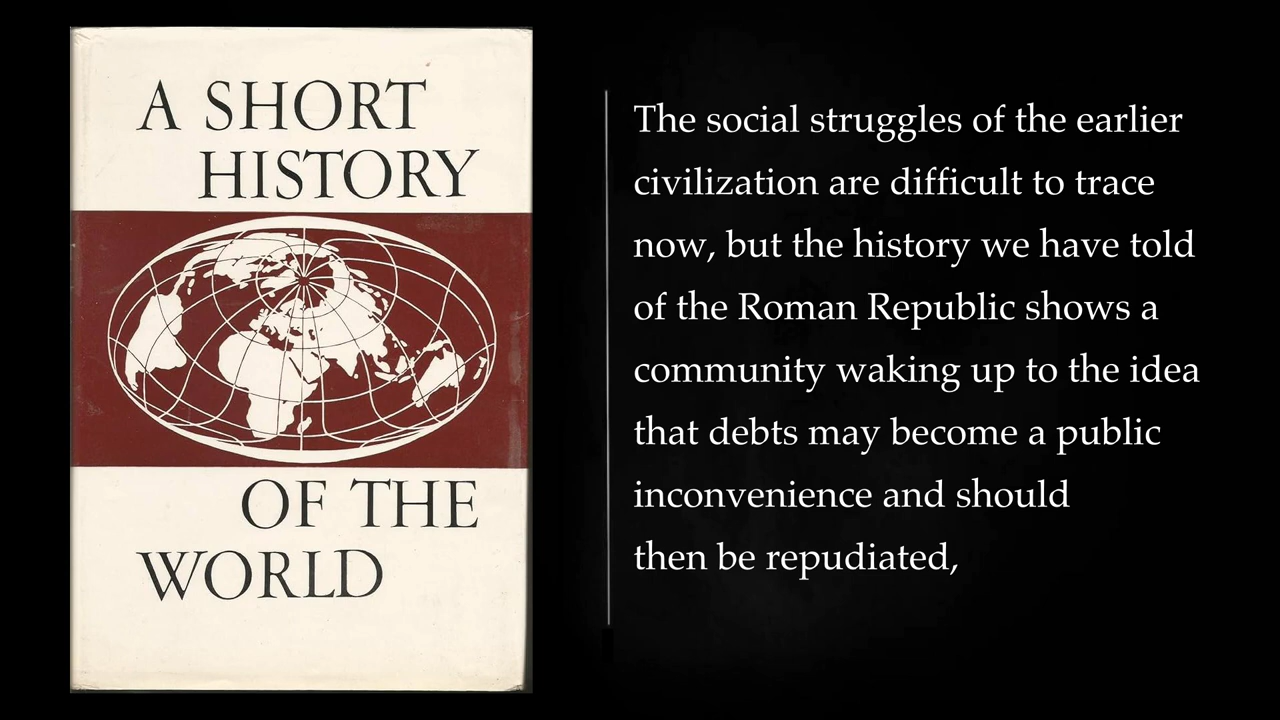 A SHORT
HISTORY
OF THE
WORLD
The social struggles of the earlier
civilization are difficult to trace
now, but the history we have told
of the Roman Republic shows a
community waking up to the idea
that debts may become a public
inconvenience and should
then be repudiated,